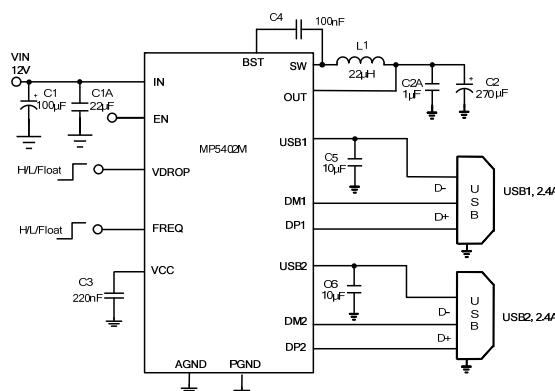 C4
100nF
VIN
12V
BST
L1
SW
22μH
IN
C1
100μF
C1A
22μF
OUT
C2A
1μF
C2
270μF
EN
USB1
MP5402M
C5
10μF
H/L/Float
VDROP
D-
U
S
B
USB1, 2.4A
DM1
D+
H/L/Float
FREQ
DP1
VCC
USB2
C3
220nF
C6
10μF
D-
U
S
B
USB2, 2.4A
DM2
D+
DP2
AGND
PGND